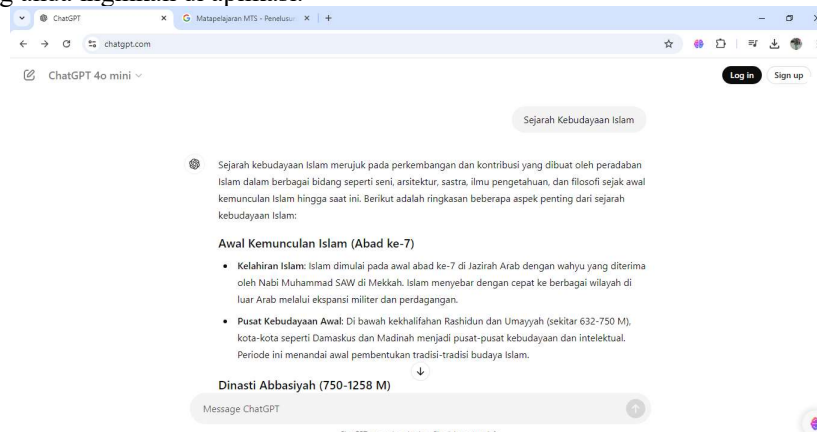 anda inginkan di aplikasi.
ChatGPT
Matapelajaran MTS - Penelusur
chatgpt.com
ChatGPT 4o mini
Log in
Sign up
Sejarah Kebudayaan Islam
Sejarah kebudayaan Islam merujuk pada perkembangan dan kontribusi yang dibuat oleh peradaban
Islam dalam berbagai bidang seperti seni, arsitektur, sastra, ilmu pengetahuan, dan filosofi sejak awal
kemunculan Islam hingga saat ini. Berikut adalah ringkasan beberapa aspek penting dari sejarah
kebudayaan Islam:
Awal Kemunculan Islam (Abad ke-7)
• Kelahiran Islam: Islam dimulai pada awal abad ke-7 di Jazirah Arab dengan wahyu yang diterima
oleh Nabi Muhammad SAW di Mekkah. Islam menyebar dengan cepat ke berbagai wilayah di
luar Arab melalui ekspansi militer dan perdagangan.
• Pusat Kebudayaan Awal: Di bawah kekhalifahan Rashidun dan Umayyah (sekitar 632-750 M),
kota-kota seperti Damaskus dan Madinah menjadi pusat-pusat kebudayaan dan intelektual.
Periode ini menandai awal pembentukan tradisi-tradisi budaya Islam.
Dinasti Abbasiyah (750-1258 M)
Message ChatGPT